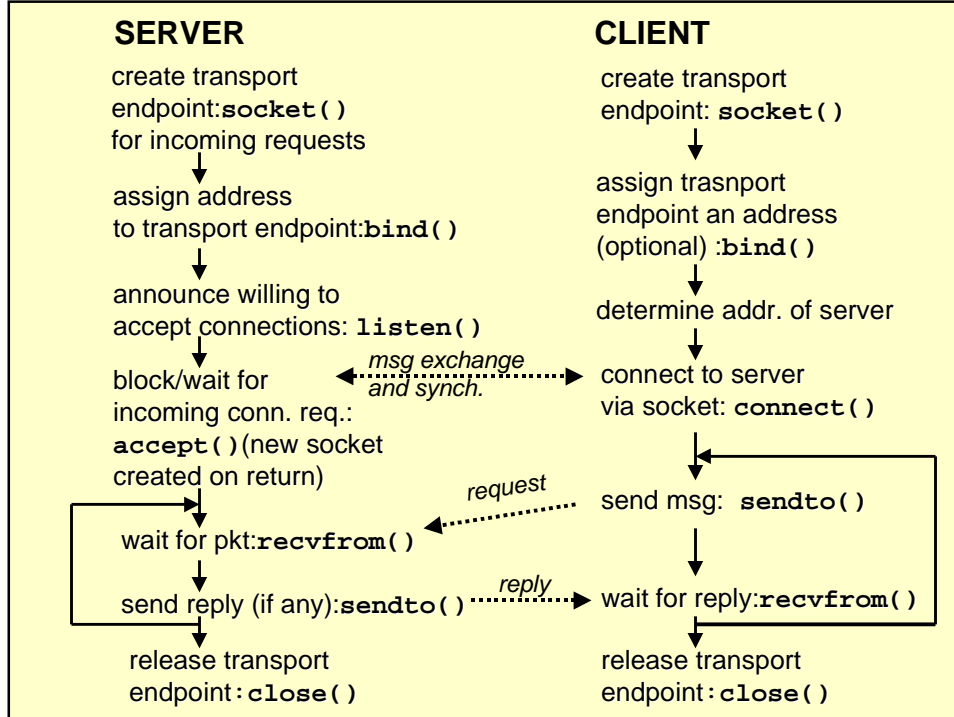 SERVER
create transport
endpoint:socket()
for incoming requests
assign address
to transport endpoint:bind()
announce willing to
accept connections: listen()
block/wait for
incoming conn. req.:
accept()(new socket
created on return)
wait for pkt:recvfrom()
send reply (if any):sendto()
release transport
endpoint:close()
msg exchange
and synch.
request
reply
CLIENT
create transport
endpoint: socket()
assign trasnport
endpoint an address
(optional) :bind()
determine addr. of server
connect to server
via socket: connect()
send msg: sendto()
wait for reply:recvfrom()
release transport
endpoint:close()